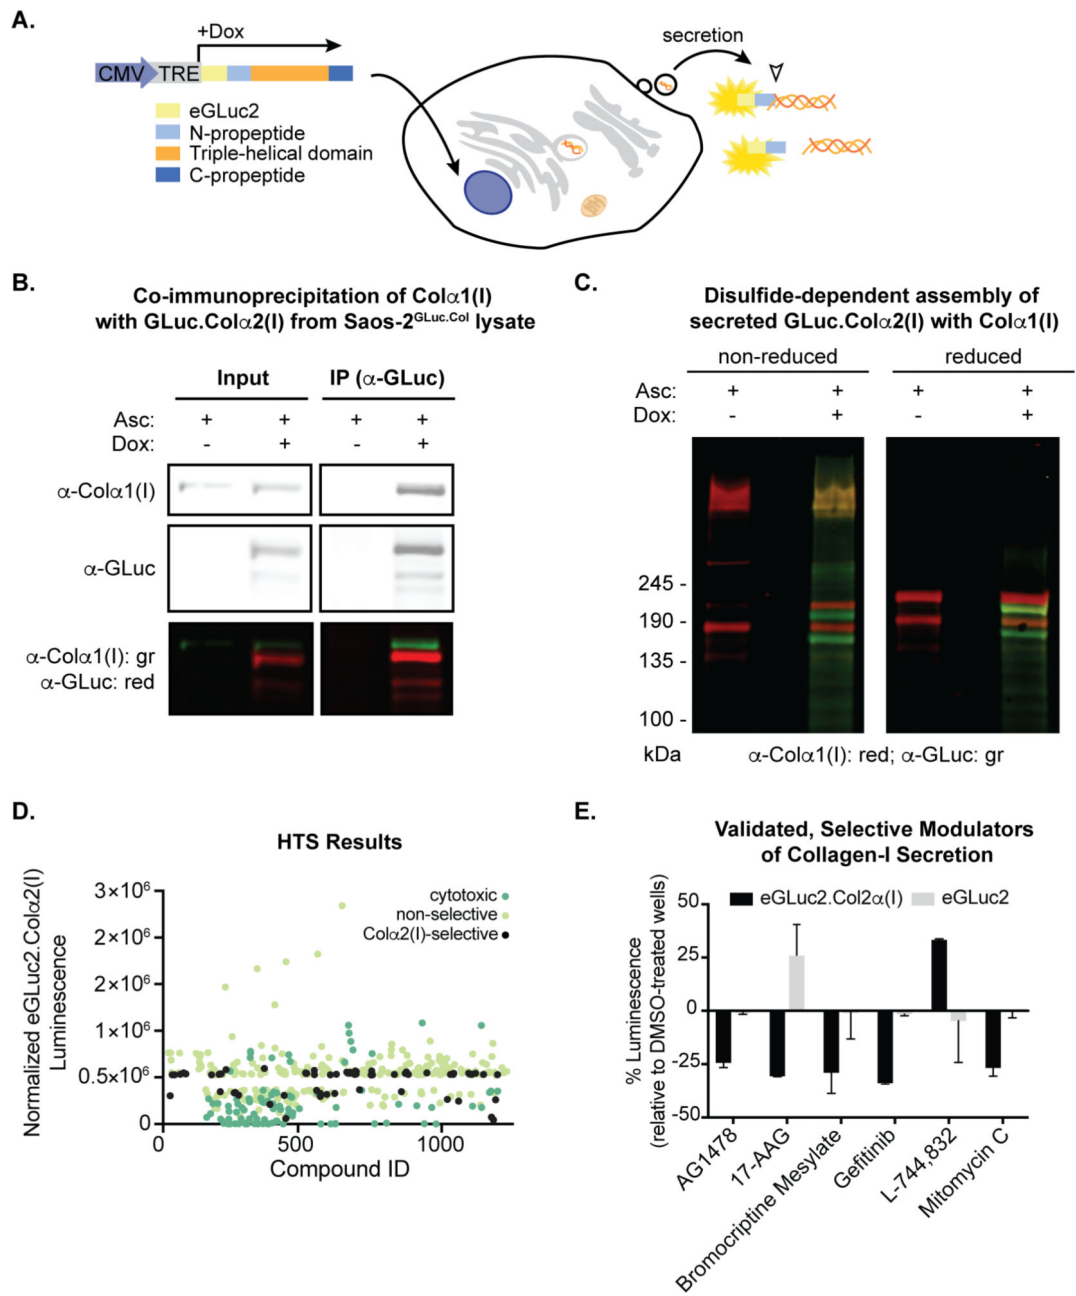 A.
+Dox
CMV TRE
secretion
eGLuc2
N-propeptide
Triple-helical domain
C-propeptide
B.
Co-immunoprecipitation of Colα1(I)
with GLuc.Colα2(I) from Saos-2GLuc.Col lysate
Input IP (α-GLuc)
Asc: + + + +
Dox: - + - +
α-Colα1(I)
α-GLuc
α-Colα1(I): gr
α-GLuc: red
C.
Disulfide-dependent assembly of
secreted GLuc.Colα2(I) with Colα1(I)
non-reduced reduced
Asc: + + + +
Dox: - + - +
245 -
190 -
135 -
100 -
kDa
α-Colα1(I): red; α-GLuc: gr
D.
HTS Results
Normalized eGLuc2.Colα2(I)
Luminescence
3×10⁶
2×10⁶
2×10⁶
1×10⁶
0.5×10⁶
0
cytotoxic
non-selective
Colα2(I)-selective
0 500 1000
Compound ID
E.
Validated, Selective Modulators
of Collagen-I Secretion
% Luminescence
(relative to DMSO-treated wells)
50
25
0
-25
-50
eGLuc2.Col2α(I) eGLuc2
AG1478
17-AAG
Bromocriptine Mesylate
Gefitinib
L-744,832
Mitomycin C